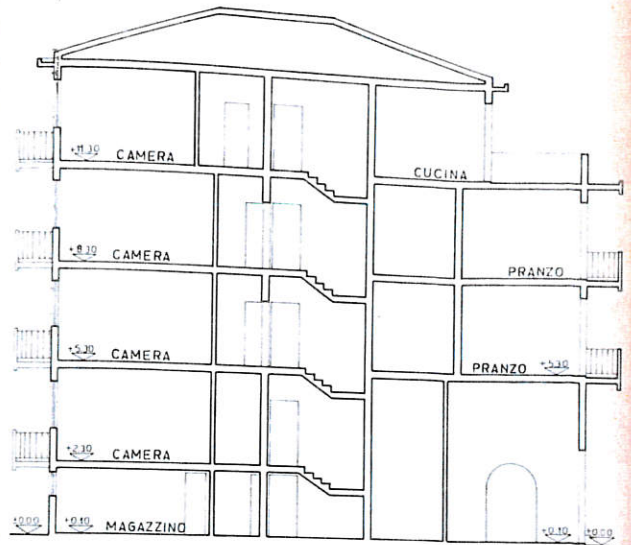 +11.30 CAMERA
CUCINA
+8.30 CAMERA
PRANZO
+5.30 CAMERA
PRANZO +5.30
+2.30 CAMERA
+0.00 +0.10 MAGAZZINO +0.10 +0.00